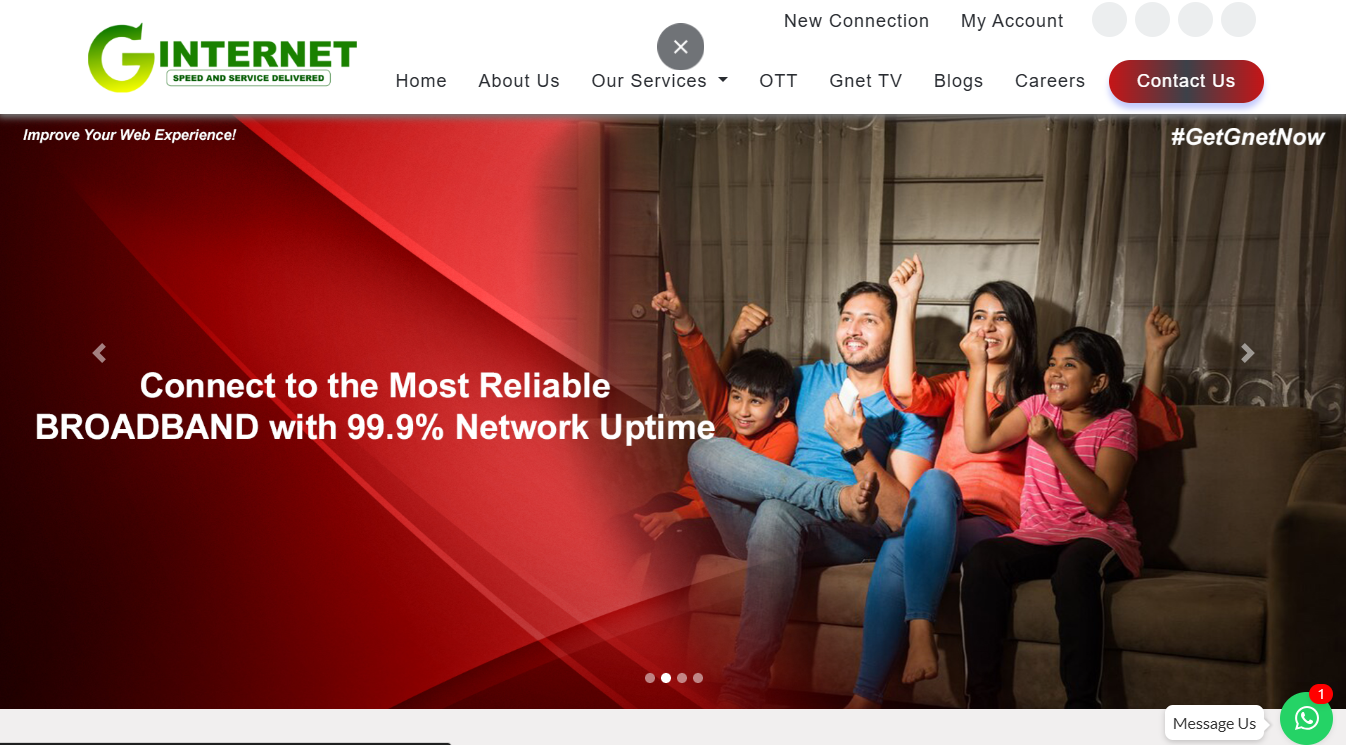 New Connection My Account
G INTERNET
SPEED AND SERVICE DELIVERED
Home About Us Our Services OTT Gnet TV Blogs Careers Contact Us
Improve Your Web Experience!
#GetGnetNow
Connect to the Most Reliable
BROADBAND with 99.9% Network Uptime
1
Message Us